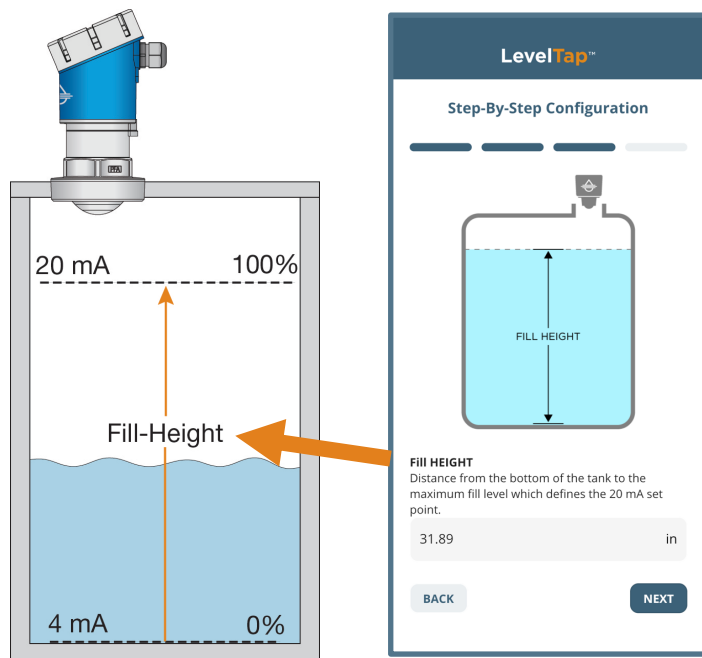 PFA
20 mA 100%
Fill-Height
4 mA 0%
LevelTap™
Step-By-Step Configuration
FILL HEIGHT
Fill HEIGHT
Distance from the bottom of the tank to the
maximum fill level which defines the 20 mA set
point.
31.89 in
BACK NEXT